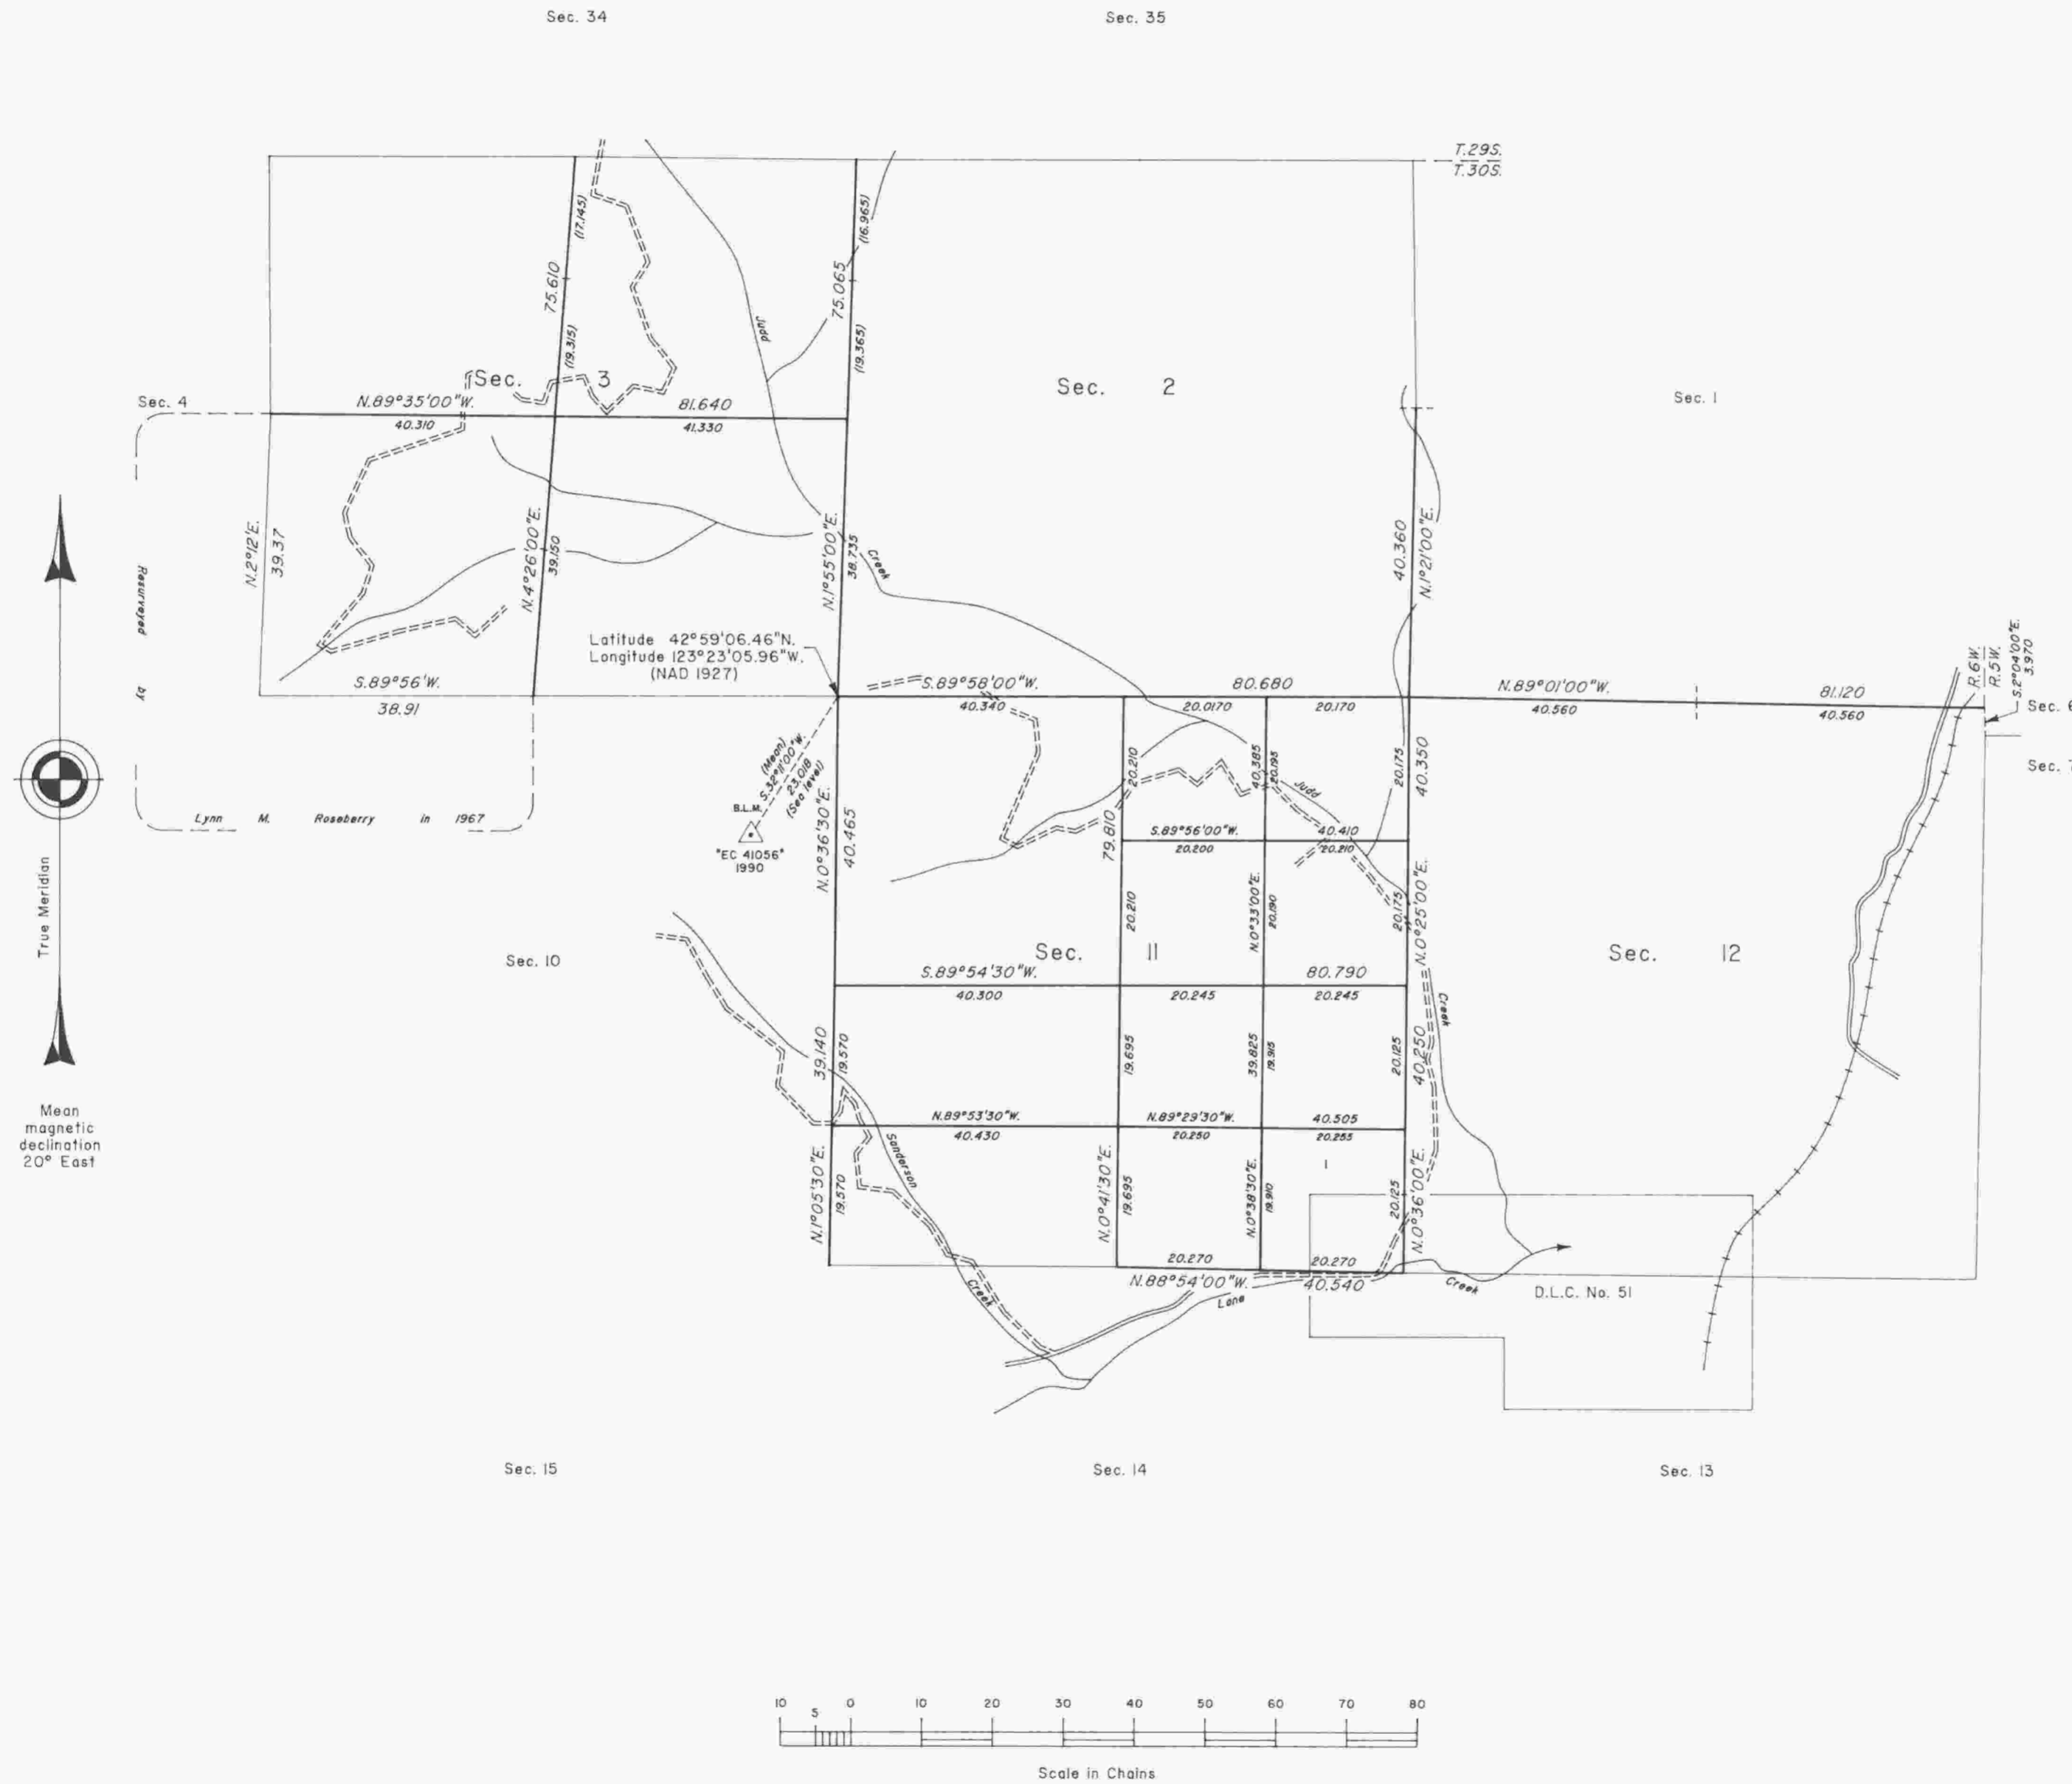 Sec. 34
Sec. 35
T.29S.
T.30S.
(17.145)
(16.965)
75.610
75.065
Judd
(19.315)
(19.365)
Sec. 3
Sec. 2
Sec. 4
Sec. 1
N.89°35'00"W.
81.640
40.310
41.330
N.2°12'E.
39.37
N.4°26'00"E.
39.150
N.1°55'00"E.
38.735
Creek
40.360
N.1°21'00"E.
Resurveyed
by
Lynn M. Roseberry in 1967
Latitude 42°59'06.46"N.
Longitude 123°23'05.96"W.
(NAD 1927)
S.89°56'W.
38.91
S.89°58'00"W.
80.680
40.340
20.0170
20.170
N.89°01'00"W.
81.120
40.560
40.560
R.6W.
R.5W.
S.2°04'00"E.
3.970
Sec. 6
Sec. 7
(Mean)
S.32°11'00"W.
23.018
(Sea level)
B.L.M.
"EC 41056"
1990
N.0°36'30"E.
40.465
20.210
79.810
40.385
20.195
Judd
20.175
40.350
S.89°56'00"W.
40.410
20.200
20.210
20.210
N.0°33'00"E.
20.190
20.175
N.0°25'00"E.
Sec. 10
Sec. 11
Sec. 12
S.89°54'30"W.
80.790
40.300
20.245
20.245
39.140
19.570
19.695
39.825
19.915
20.125
40.250
Creek
N.89°53'30"W.
N.89°29'30"W.
40.505
40.430
20.250
20.255
1
N.1°05'30"E.
19.570
Sanderson
Creek
N.0°41'30"E.
19.695
N.0°38'30"E.
19.910
20.125
N.0°36'00"E.
20.270
20.270
N.88°54'00"W.
40.540
Lane
Creek
D.L.C. No. 51
Sec. 15
Sec. 14
Sec. 13
True Meridian
Mean
magnetic
declination
20° East
10 5 0 10 20 30 40 50 60 70 80
Scale in Chains